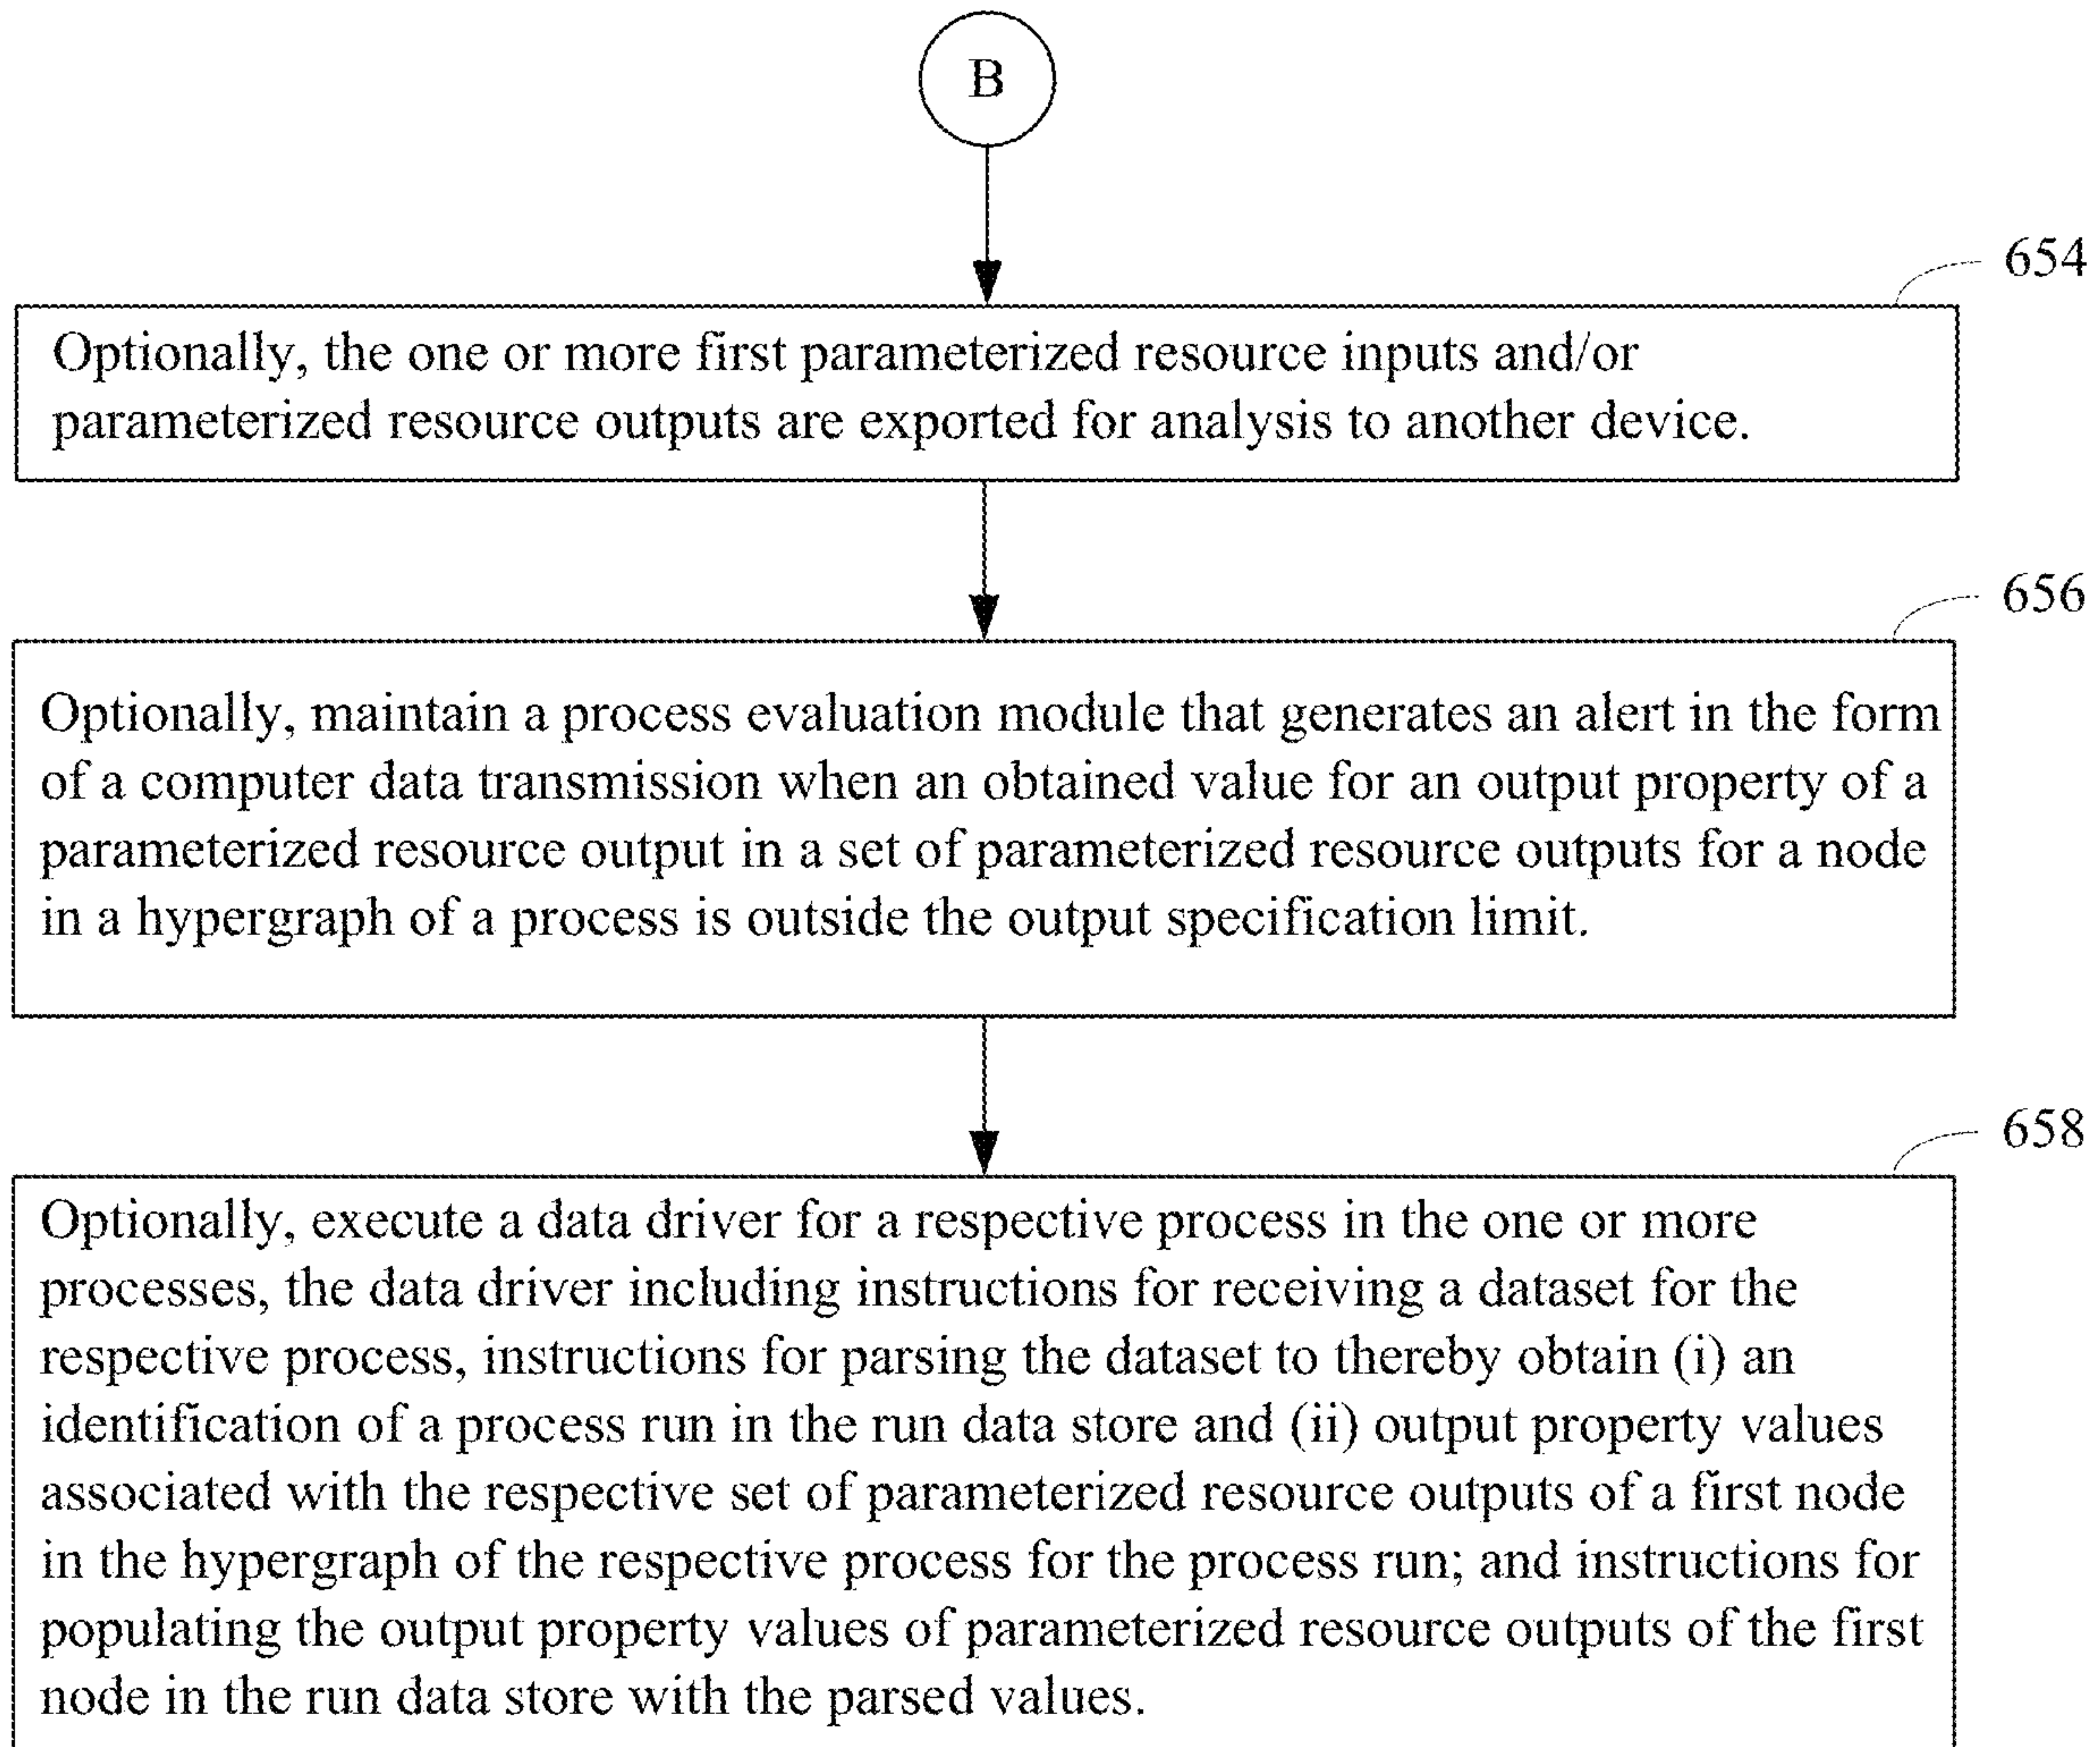 B
654
Optionally, the one or more first parameterized resource inputs and/or
parameterized resource outputs are exported for analysis to another device.
656
Optionally, maintain a process evaluation module that generates an alert in the form
of a computer data transmission when an obtained value for an output property of a
parameterized resource output in a set of parameterized resource outputs for a node
in a hypergraph of a process is outside the output specification limit.
658
Optionally, execute a data driver for a respective process in the one or more
processes, the data driver including instructions for receiving a dataset for the
respective process, instructions for parsing the dataset to thereby obtain (i) an
identification of a process run in the run data store and (ii) output property values
associated with the respective set of parameterized resource outputs of a first node
in the hypergraph of the respective process for the process run; and instructions for
populating the output property values of parameterized resource outputs of the first
node in the run data store with the parsed values.